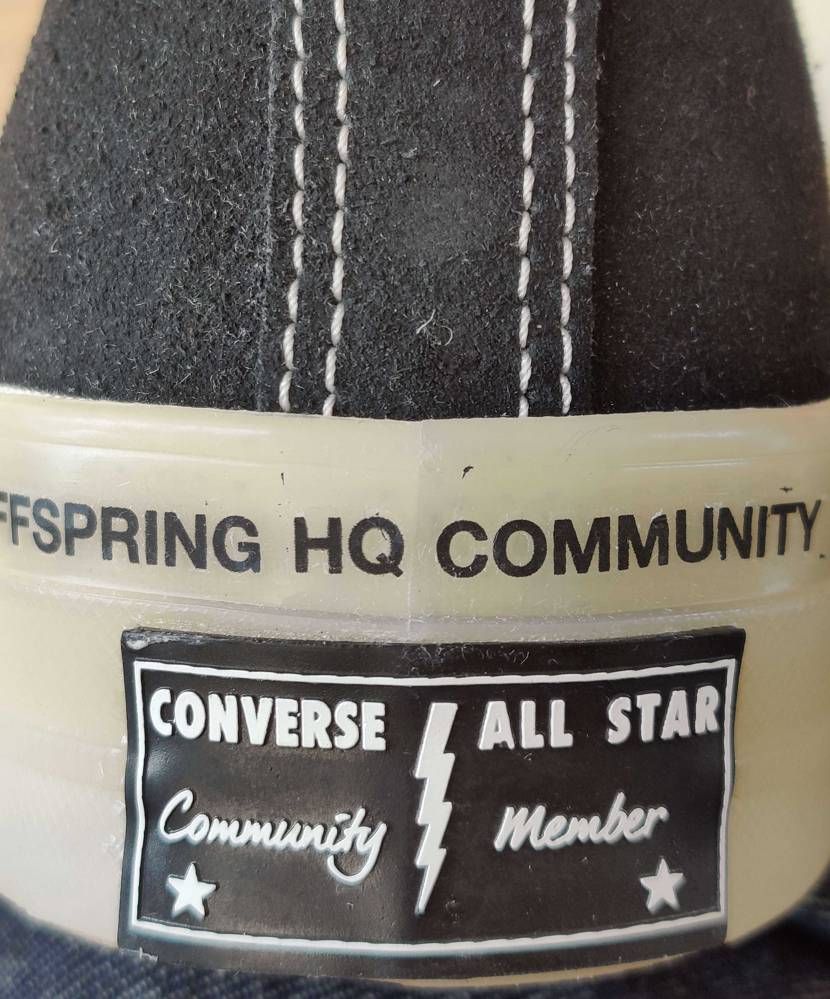 FFSPRING HQ COMMUNITY
CONVERSE ALL STAR
Community Member